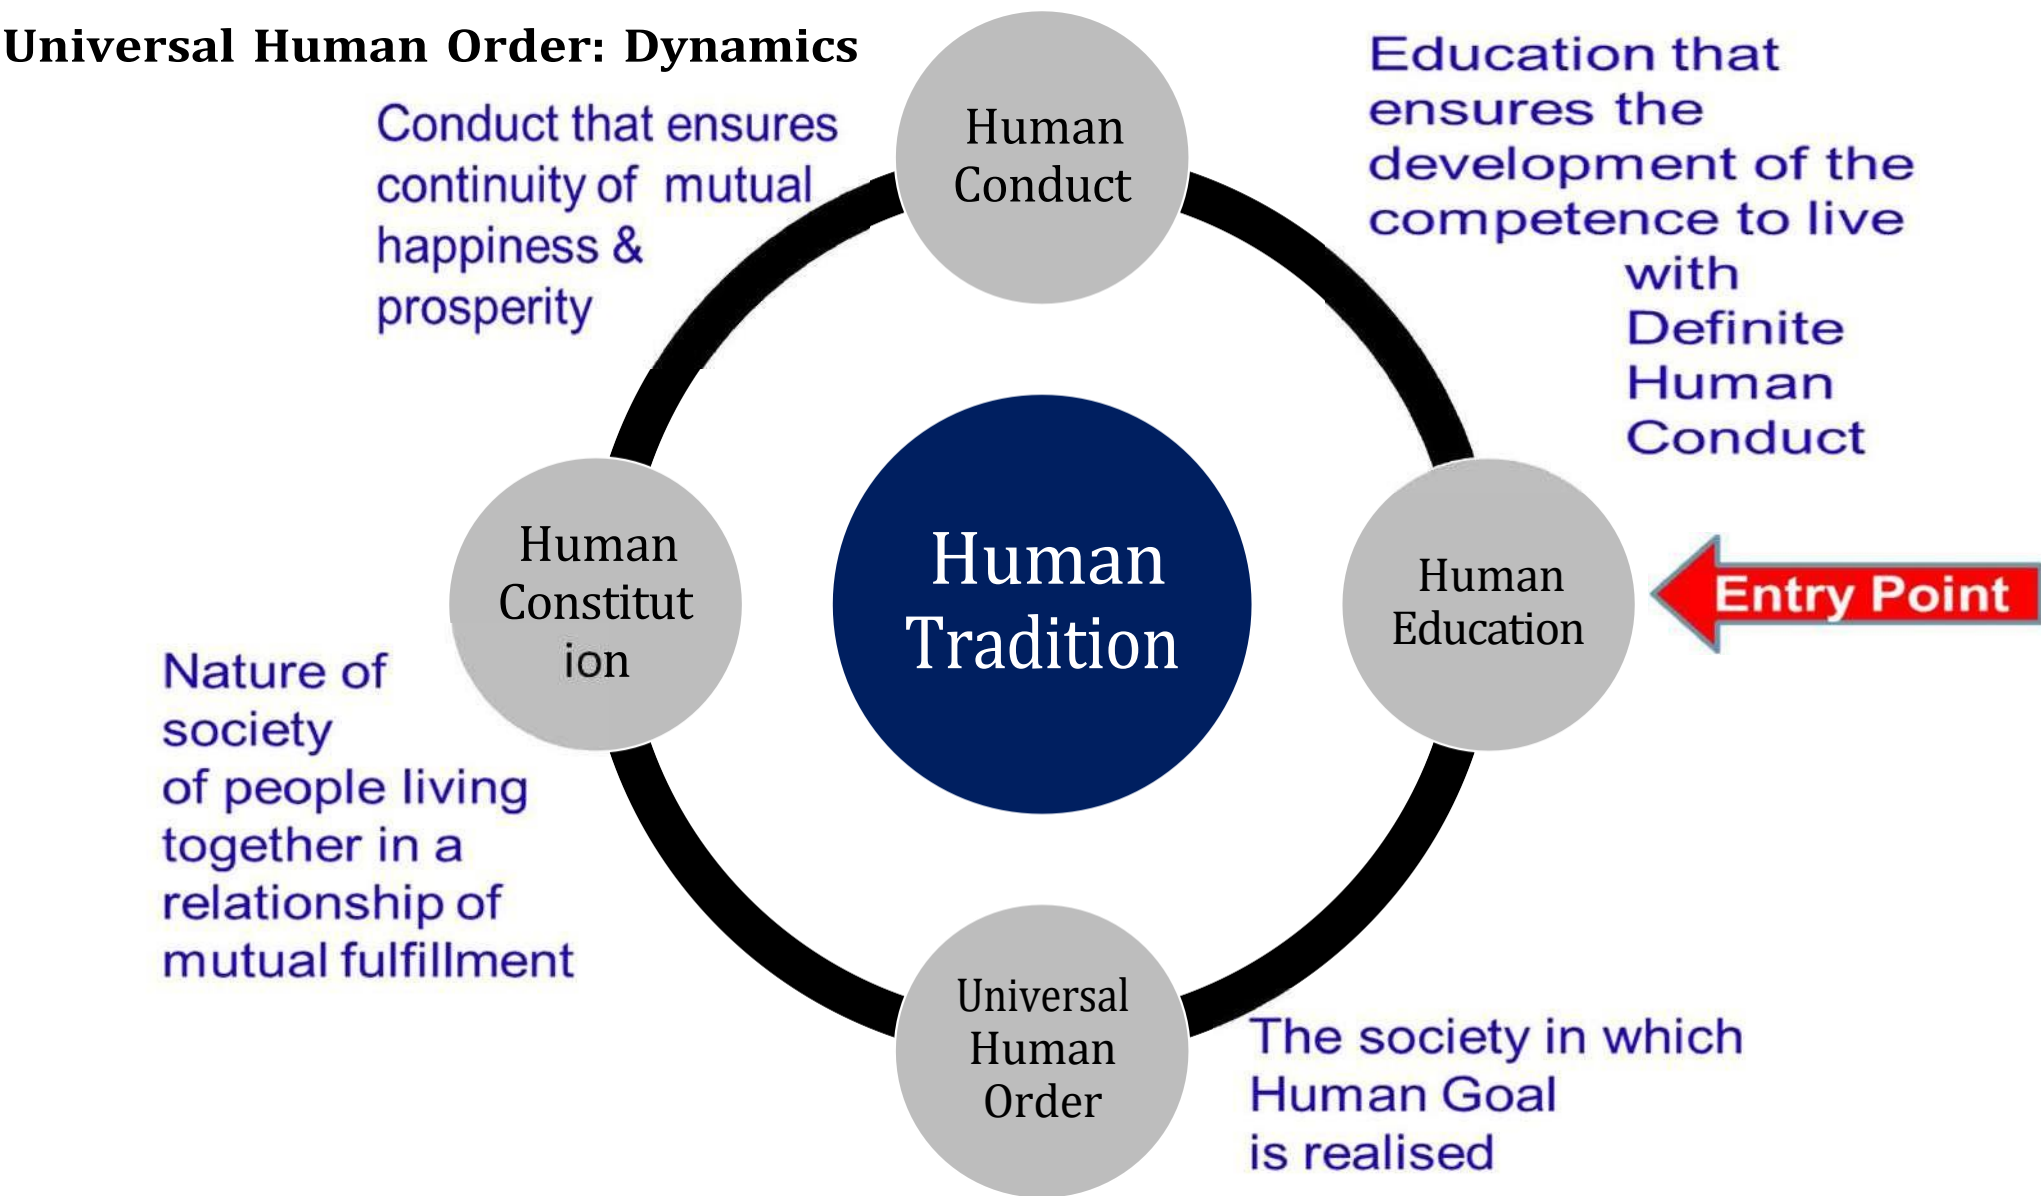 Universal Human Order: Dynamics
Conduct that ensures
continuity of mutual
happiness &
prosperity
Human
Conduct
Education that
ensures the
development of the
competence to live
with
Definite
Human
Conduct
Human
Constitut
ion
Human
Tradition
Human
Education
Entry Point
Nature of
society
of people living
together in a
relationship of
mutual fulfillment
Universal
Human
Order
The society in which
Human Goal
is realised